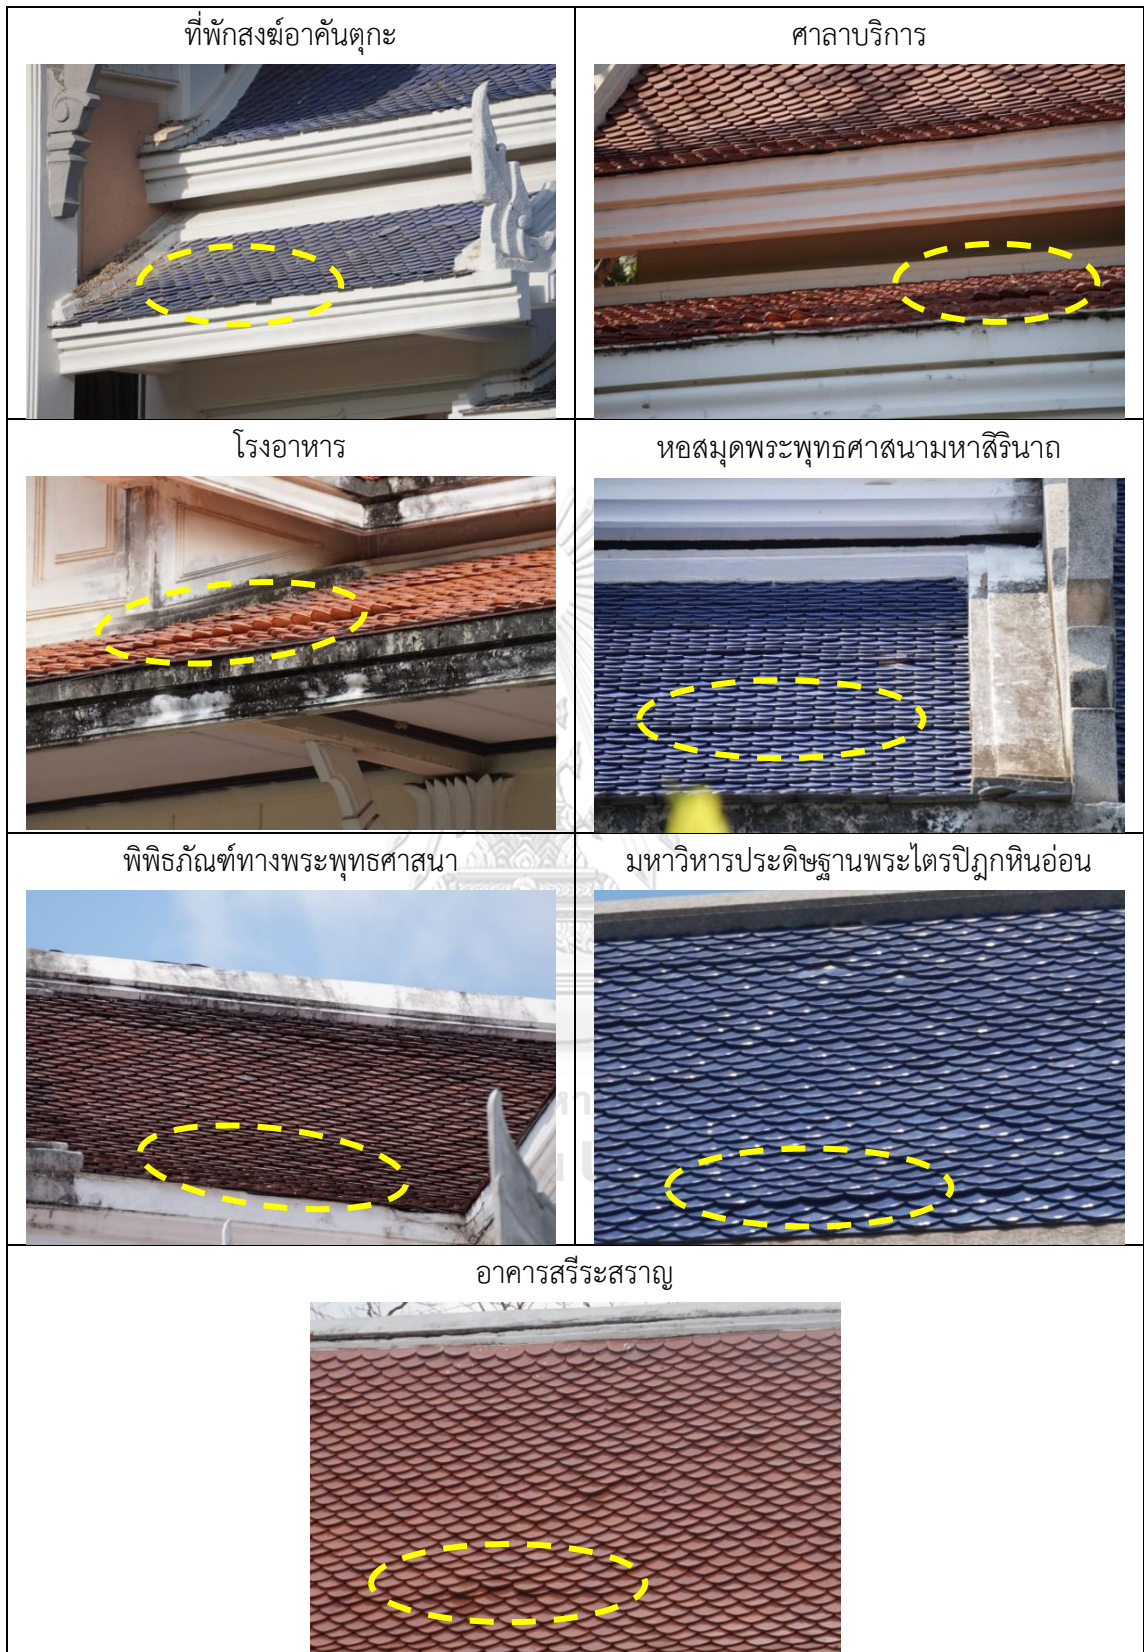 ที่พักสงฆ์อาคันตุกะ
ศาลาบริการ
โรงอาหาร
หอสมุดพระพุทธศาสนามหาสิรินาถ
พิพิธภัณฑ์ทางพระพุทธศาสนา
มหาวิหารประดิษฐานพระไตรปิฎกหินอ่อน
อาคารสรีระสราญ